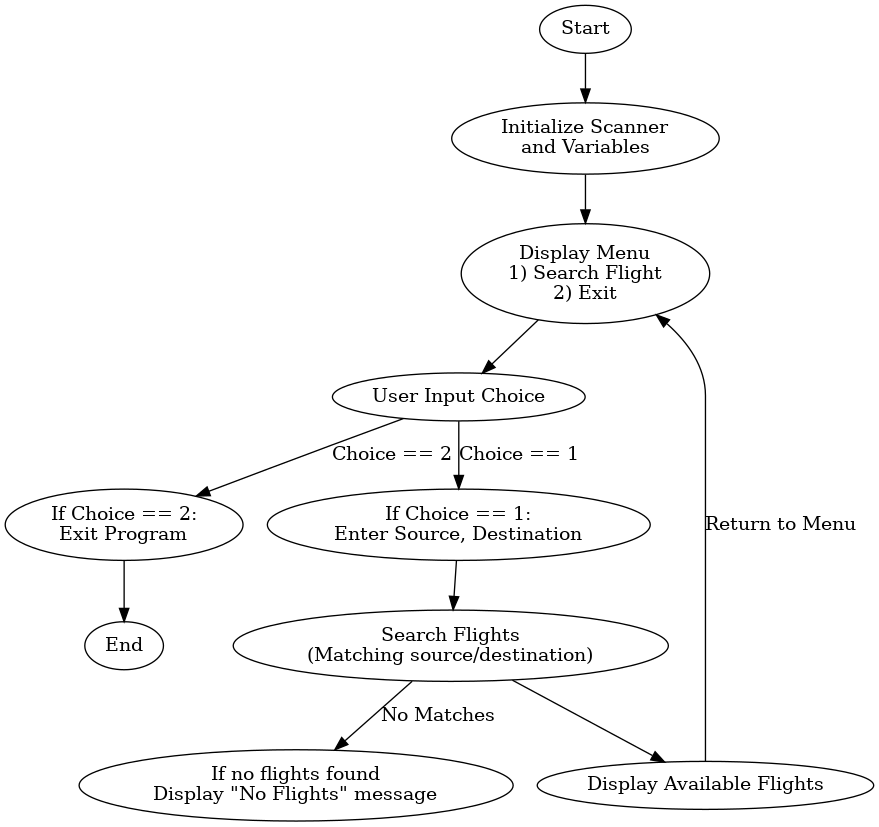 Start
Initialize Scanner
and Variables
Display Menu
1) Search Flight
2) Exit
User Input Choice
Choice == 2
Choice == 1
If Choice == 2:
Exit Program
If Choice == 1:
Enter Source, Destination
Return to Menu
End
Search Flights
(Matching source/destination)
No Matches
If no flights found
Display "No Flights" message
Display Available Flights